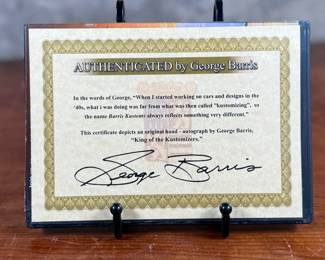 AUTHENTICATED by George Barris
In the words of George, "When I started working on cars and designs in the
'40s, what i was doing was far from what was then called "kustomizing", so
the name Barris Kustoms always reflects something very different."
This certificate depicts an original hand - autograph by George Barris,
"King of the Kustomizers."
George Barris